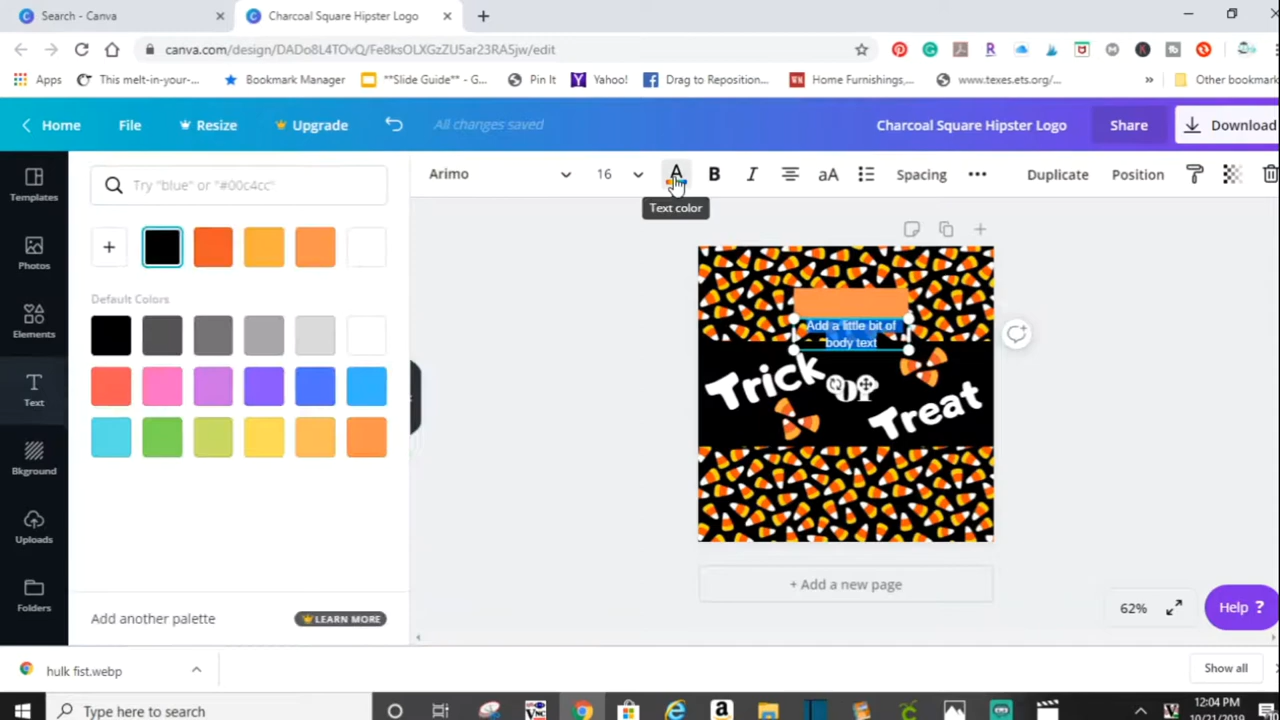 Search - Canva
Charcoal Square Hipster Logo
canva.com/design/DADo8L4TOvQ/Fe8ksOLXGzZU5ar23RA5jw/edit
Apps This melt-in-your-... Bookmark Manager **Slide Guide** - G... Pin It Yahoo! Drag to Reposition... Home Furnishings,... www.texes.ets.org/... » Other bookmark
Home File Resize Upgrade All changes saved Charcoal Square Hipster Logo Share Download
Templates
Photos
Elements
Text
Bkground
Uploads
Folders
Try "blue" or "#00c4cc"
Default Colors
Add another palette LEARN MORE
Arimo 16 A B I aA Spacing ••• Duplicate Position
Text color
Add a little bit of
body text
Trick
or
Treat
+ Add a new page
62% Help ?
hulk fist.webp Show all
Type here to search
12:04 PM
10/21/201